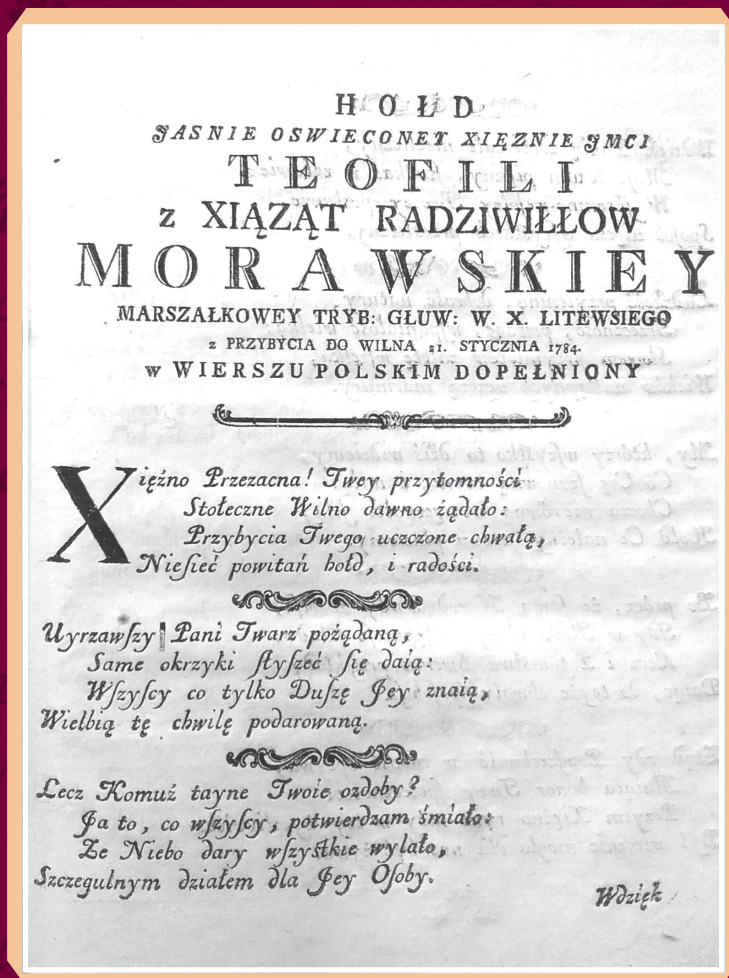 HOŁD
JASNIE OSWIECONEY XIĘZNIE JMCI
TEOFILI
z XIĄZĄT RADZIWIŁŁOW
MORAWSKIEY
MARSZAŁKOWEY TRYB: GŁUW: W. X. LITEWSIEGO
z PRZYBYCIA DO WILNA 21. STYCZNIA 1784.
w WIERSZU POLSKIM DOPEŁNIONY
Xiężno Przezacna! Twey przytomności
Stołeczne Wilno dawno żądało:
Przybycia Twego uczczone chwałą,
Nieſieć powitań hołd, i radości.
Uyrzawſzy Pani Twarz pożądaną,
Same okrzyki ſłyſzeć ſię daią:
Wſzyſcy co tylko Duſzę Jey znaią,
Wielbią tę chwilę podarowaną.
Lecz Komuż tayne Twoie ozdoby?
Ja to, co wſzyſcy, potwierdzam śmiało:
Ze Niebo dary wſzyſtkie wylało,
Szczegulnym działem dla Jey Oſoby.
Wdzięk